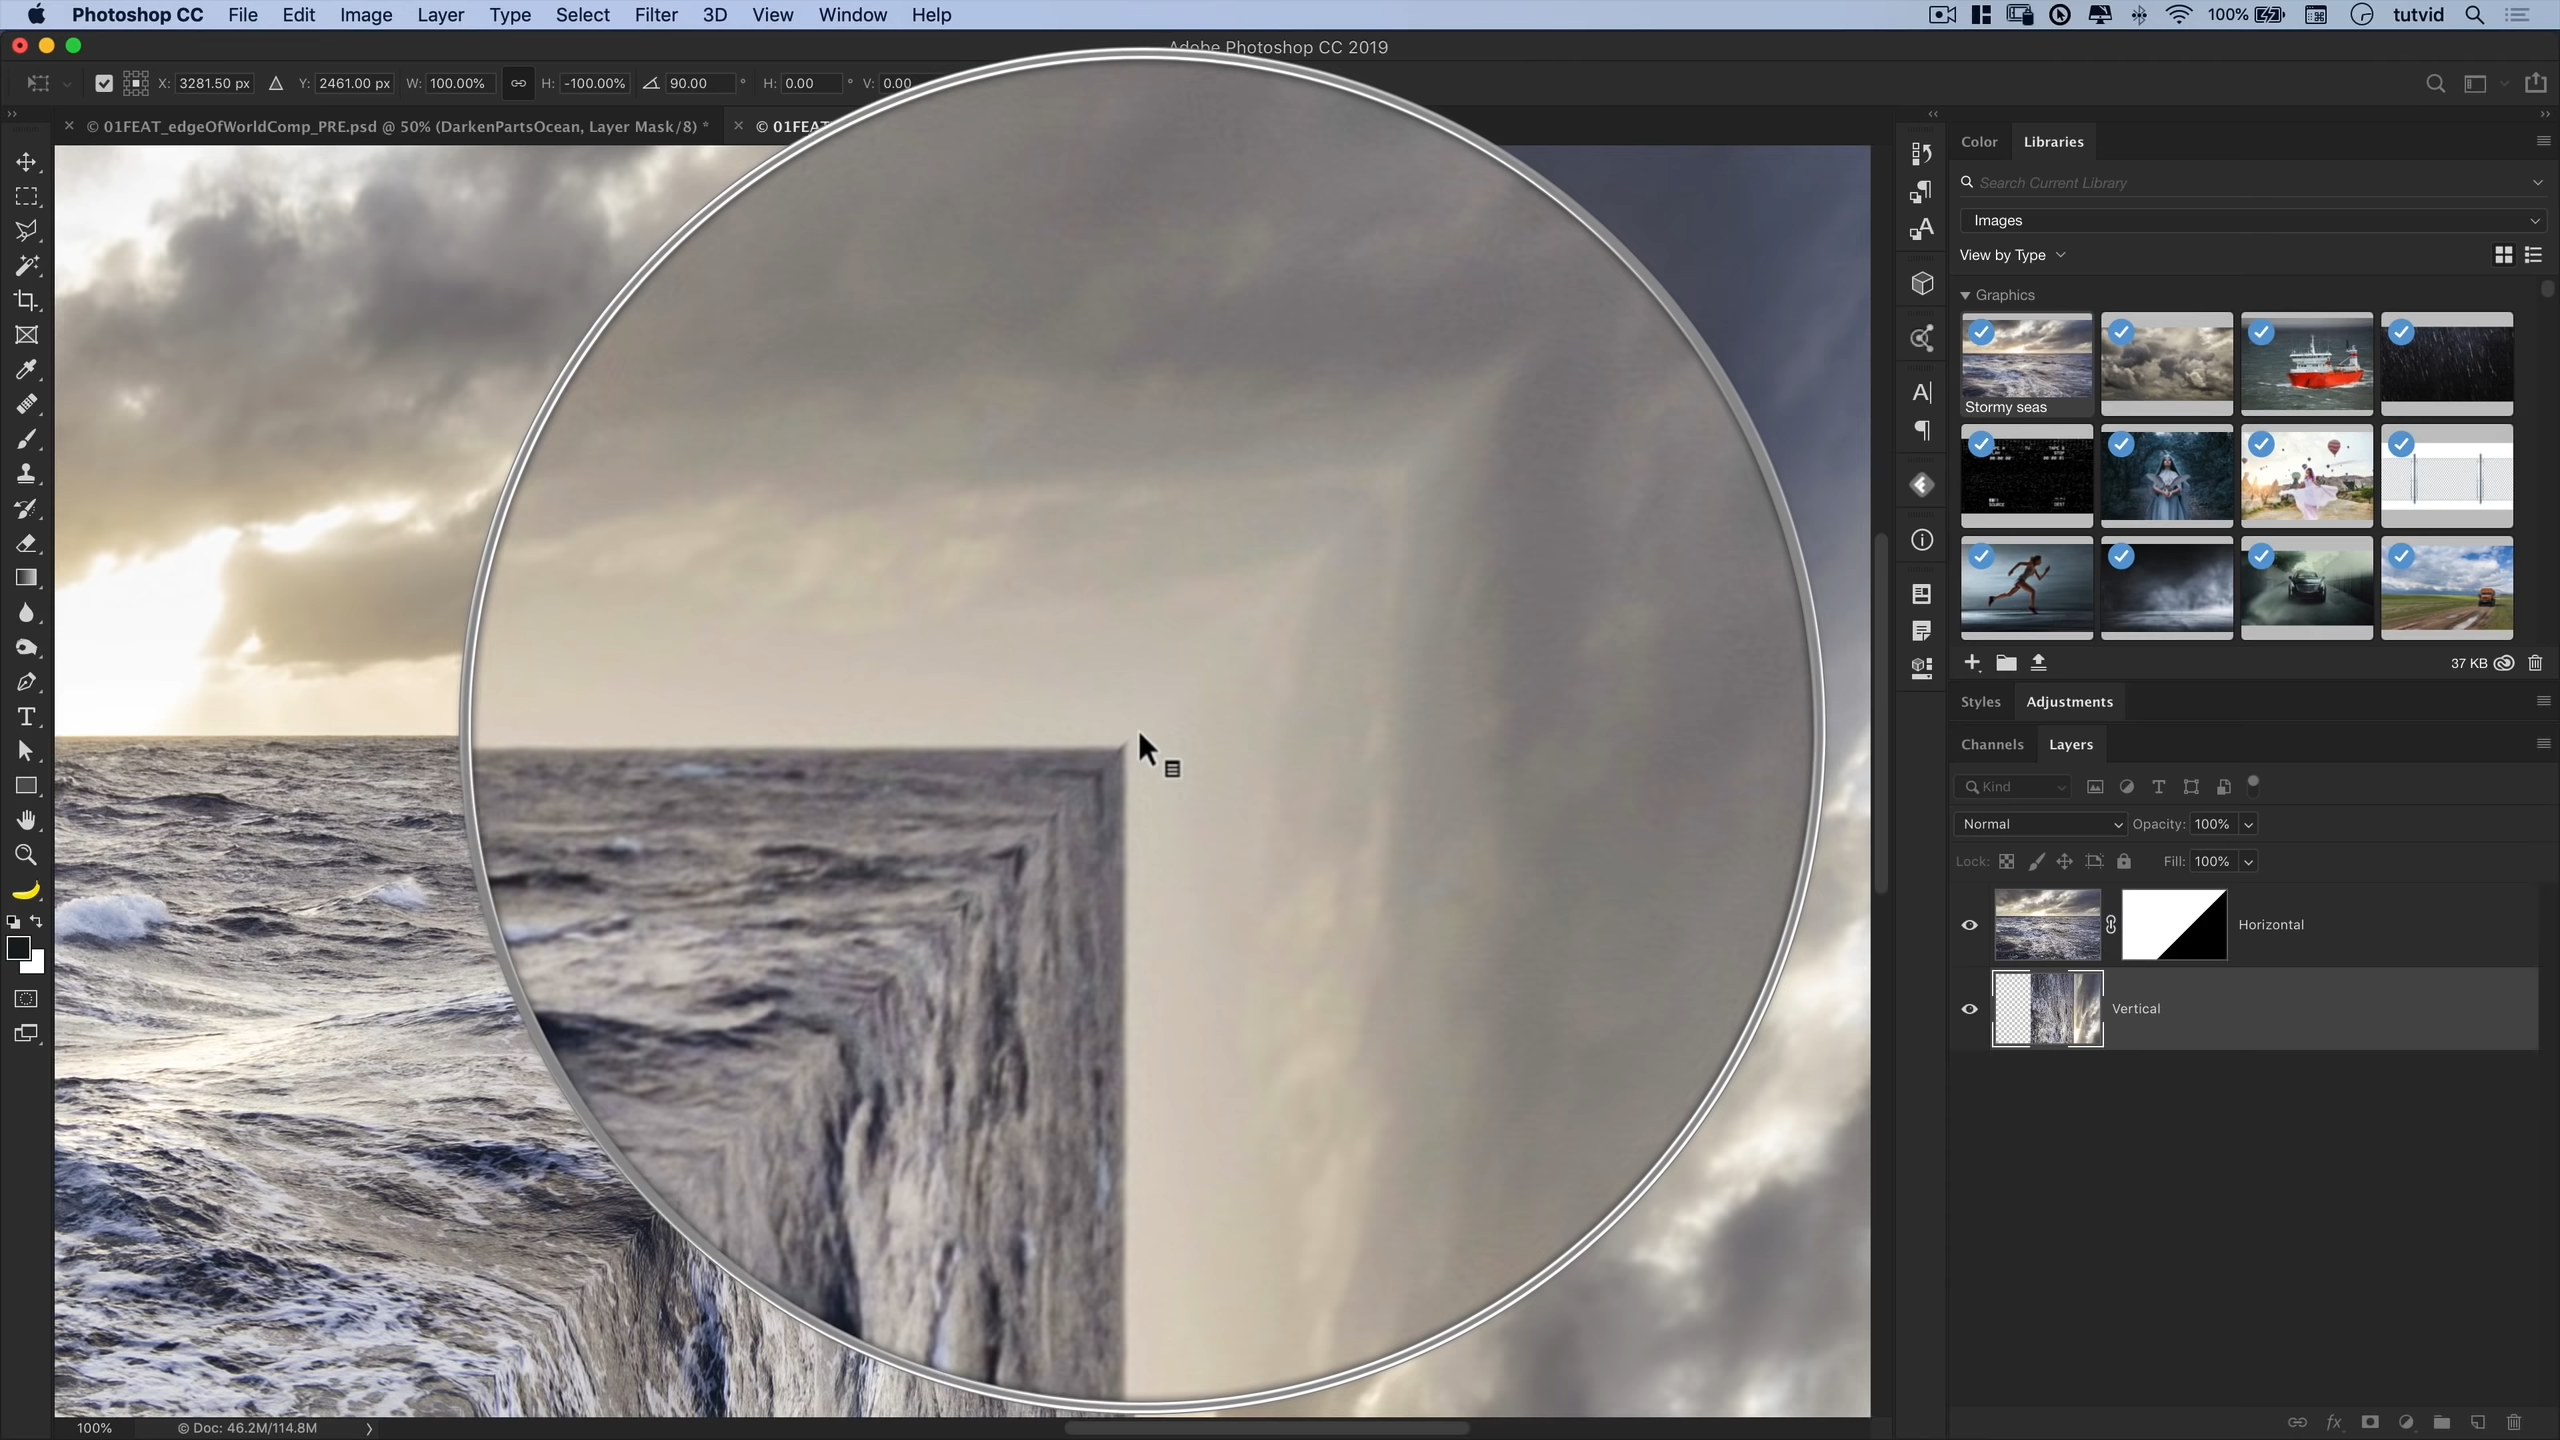 Photoshop CC File Edit Image Layer Type Select Filter 3D View Window Help 100% tutvid
Adobe Photoshop CC 2019
X: 3281.50 px Y: 2461.00 px W: 100.00% H: -100.00% 90.00 ° H: 0.00 ° V: 0.00
© 01FEAT_edgeOfWorldComp_PRE.psd @ 50% (DarkenPartsOcean, Layer Mask/8) * © 01FEA
Color Libraries
Search Current Library
Images
View by Type
Graphics
Stormy seas
37 KB
Styles Adjustments
Channels Layers
Kind
Normal Opacity: 100%
Lock: Fill: 100%
Horizontal
Vertical
100% © Doc: 46.2M/114.8M